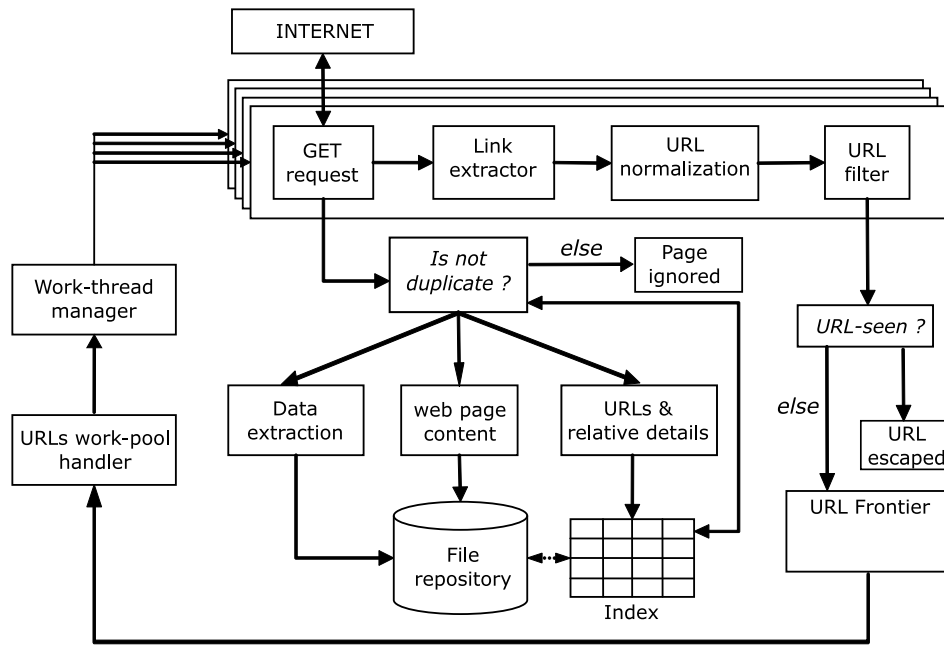 INTERNET
GET
request
Link
extractor
URL
normalization
URL
filter
Is not
duplicate ?
else
Page
ignored
Work-thread
manager
URL-seen ?
Data
extraction
web page
content
URLs &
relative details
else
URLs work-pool
handler
URL
escaped
URL Frontier
File
repository
Index